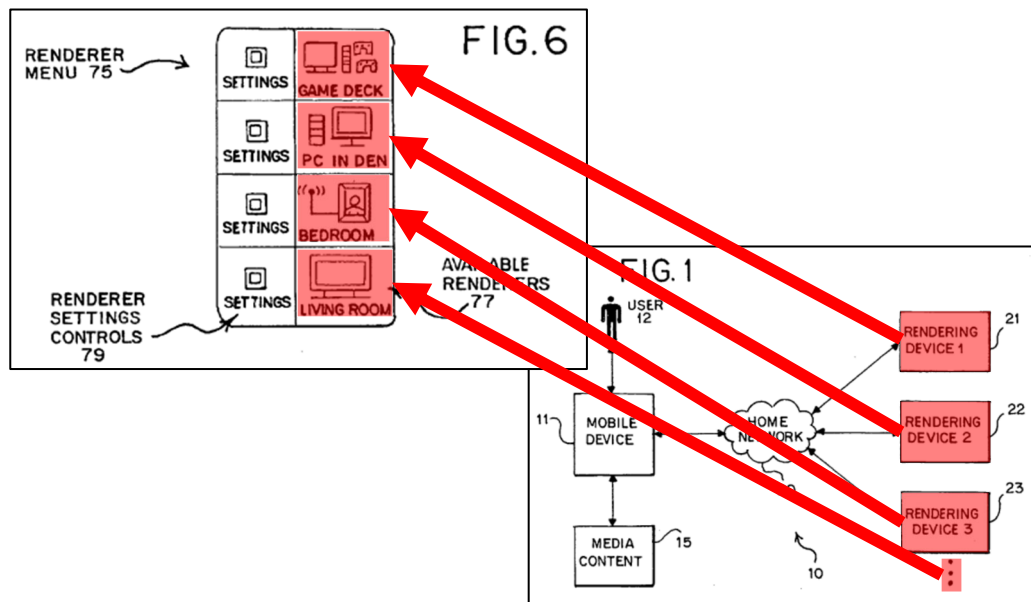 FIG.6
RENDERER
MENU 75
SETTINGS
GAME DECK
SETTINGS
PC IN DEN
SETTINGS
BEDROOM
SETTINGS
LIVING ROOM
AVAILABLE
RENDERERS
77
RENDERER
SETTINGS
CONTROLS
79
FIG.1
USER
12
RENDERING
DEVICE 1
21
11
MOBILE
DEVICE
HOME
NETWORK
RENDERING
DEVICE 2
22
RENDERING
DEVICE 3
23
MEDIA
CONTENT
15
10